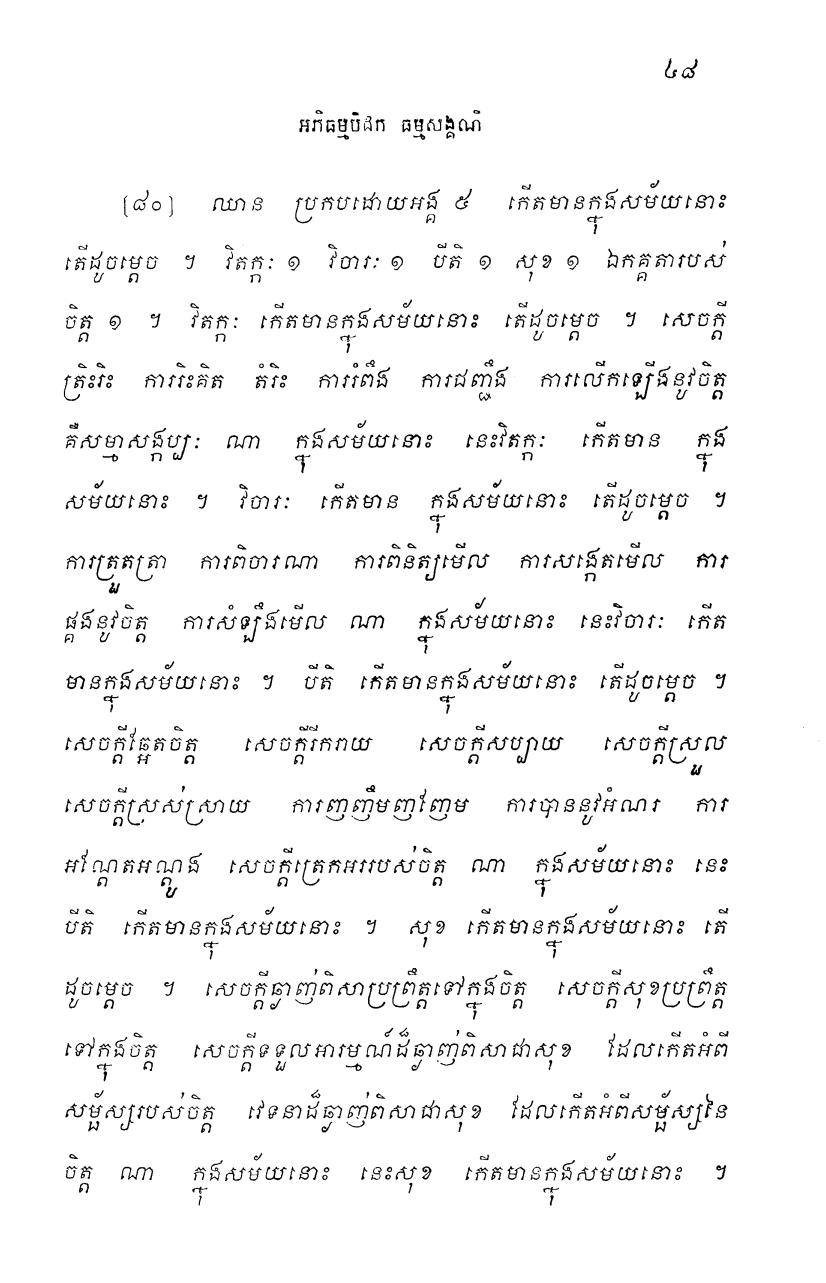 ៤៨
អភិធម្មបិដក ធម្មសង្គណី
[៨០] ឈាន ប្រកបដោយអង្គ ៥ កើតមានក្នុងសម័យនោះ
តើដូចម្តេច ។ វិតក្កៈ ១ វិចារៈ ១ បីតិ ១ សុខ ១ ឯកគ្គតារបស់
ចិត្ត ១ ។ វិតក្កៈ កើតមានក្នុងសម័យនោះ តើដូចម្តេច ។ សេចក្តី
ត្រិះរិះ ការរិះគិត តំរិះ ការរំពឹង ការជញ្ជឹង ការលើកឡើងនូវចិត្ត
គឺសម្មាសង្កប្បៈ ណា ក្នុងសម័យនោះ នេះវិតក្កៈ កើតមាន ក្នុង
សម័យនោះ ។ វិចារៈ កើតមាន ក្នុងសម័យនោះ តើដូចម្តេច ។
ការត្រួតត្រា ការពិចារណា ការពិនិត្យមើល ការសង្កេតមើល ការ
ផ្គងនូវចិត្ត ការសំឡឹងមើល ណា ក្នុងសម័យនោះ នេះវិចារៈ កើត
មានក្នុងសម័យនោះ ។ បីតិ កើតមានក្នុងសម័យនោះ តើដូចម្តេច ។
សេចក្តីឆ្អែតចិត្ត សេចក្តីរីករាយ សេចក្តីសប្បាយ សេចក្តីស្រួល
សេចក្តីស្រស់ស្រាយ ការញញឹមញញែម ការបាននូវអំណរ ការ
អណ្តែតអណ្តូង សេចក្តីត្រេកអររបស់ចិត្ត ណា ក្នុងសម័យនោះ នេះ
បីតិ កើតមានក្នុងសម័យនោះ ។ សុខ កើតមានក្នុងសម័យនោះ តើ
ដូចម្តេច ។ សេចក្តីឆ្ងាញ់ពិសាប្រព្រឹត្តទៅក្នុងចិត្ត សេចក្តីសុខប្រព្រឹត្ត
ទៅក្នុងចិត្ត សេចក្តីទទួលអារម្មណ៍ដ៏ឆ្ងាញ់ពិសាជាសុខ ដែលកើតអំពី
សម្ផ័ស្សរបស់ចិត្ត វេទនាដ៏ឆ្ងាញ់ពិសាជាសុខ ដែលកើតអំពីសម្ផ័ស្សនៃ
ចិត្ត ណា ក្នុងសម័យនោះ នេះសុខ កើតមានក្នុងសម័យនោះ ។